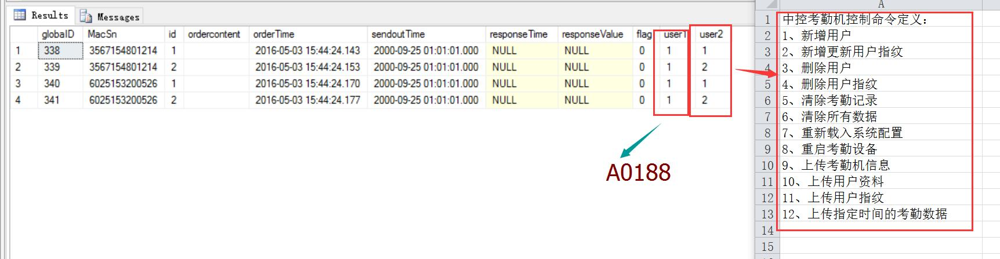 Results Messages
globalID MacSn id ordercontent orderTime sendoutTime responseTime responseValue flag user1 user2
1 338 3567154801214 1 2016-05-03 15:44:24.143 2000-09-25 01:01:01.000 NULL NULL 0 1 1
2 339 3567154801214 2 2016-05-03 15:44:24.153 2000-09-25 01:01:01.000 NULL NULL 0 1 2
3 340 6025153200526 1 2016-05-03 15:44:24.170 2000-09-25 01:01:01.000 NULL NULL 0 1 1
4 341 6025153200526 2 2016-05-03 15:44:24.177 2000-09-25 01:01:01.000 NULL NULL 0 1 2
A0188
A
1 中控考勤机控制命令定义：
2 1、新增用户
3 2、新增更新用户指纹
4 3、删除用户
5 4、删除用户指纹
6 5、清除考勤记录
7 6、清除所有数据
8 7、重新载入系统配置
9 8、重启考勤设备
10 9、上传考勤机信息
11 10、上传用户资料
12 11、上传用户指纹
13 12、上传指定时间的考勤数据
14
15